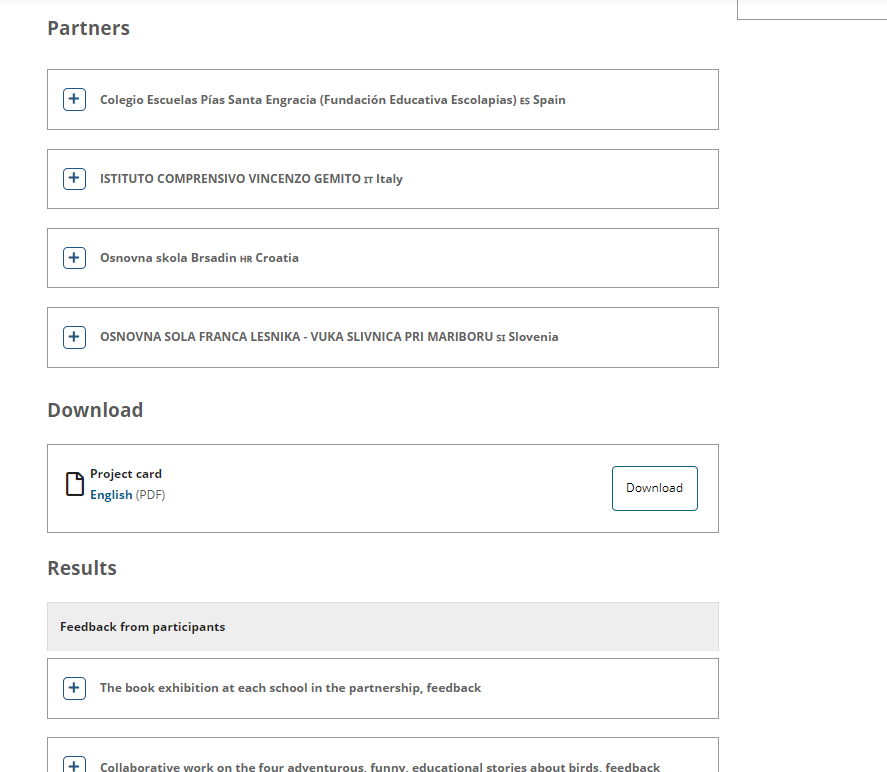 Partners
Colegio Escuelas Pías Santa Engracia (Fundación Educativa Escolapias) ES Spain
ISTITUTO COMPRENSIVO VINCENZO GEMITO IT Italy
Osnovna skola Brsadin HR Croatia
OSNOVNA SOLA FRANCA LESNIKA - VUKA SLIVNICA PRI MARIBORU SI Slovenia
Download
Project card
English (PDF)
Download
Results
Feedback from participants
The book exhibition at each school in the partnership, feedback
Collaborative work on the four adventurous, funny, educational stories about birds, feedback